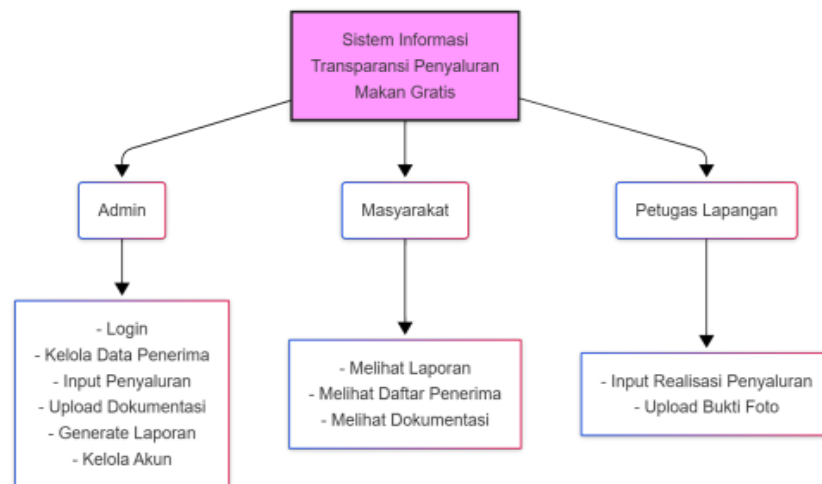 Sistem Informasi
Transparansi Penyaluran
Makan Gratis
Admin
Masyarakat
Petugas Lapangan
- Login
- Kelola Data Penerima
- Input Penyaluran
- Upload Dokumentasi
- Generate Laporan
- Kelola Akun
- Melihat Laporan
- Melihat Daftar Penerima
- Melihat Dokumentasi
- Input Realisasi Penyaluran
- Upload Bukti Foto